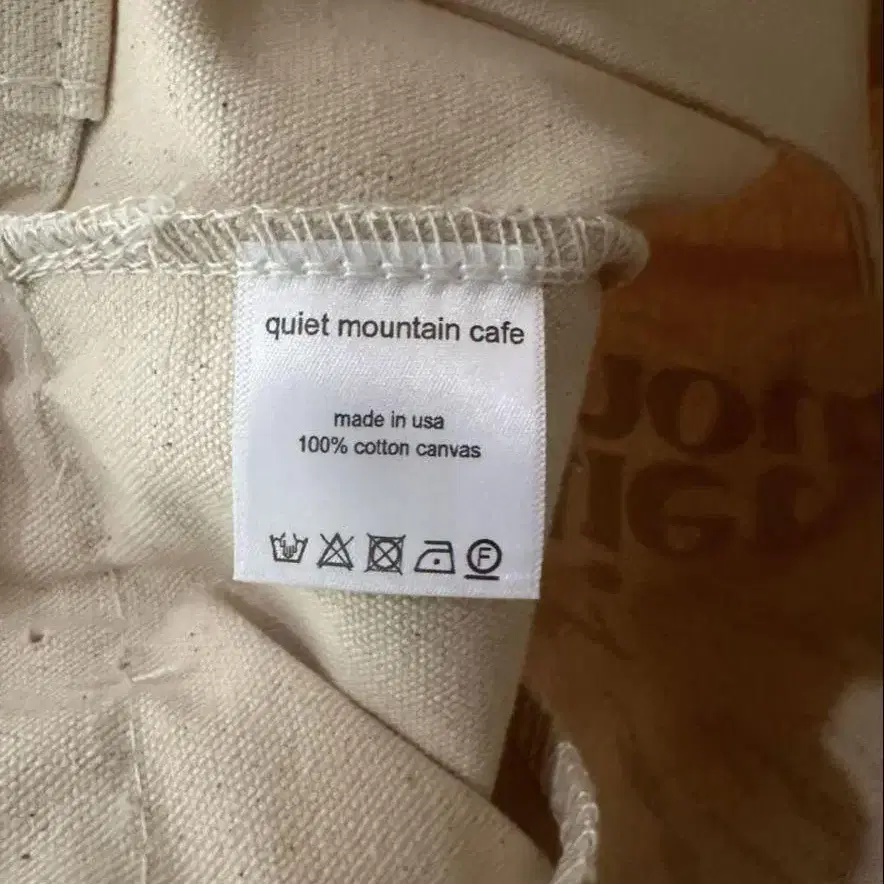 quiet mountain cafe
made in usa
100% cotton canvas
F